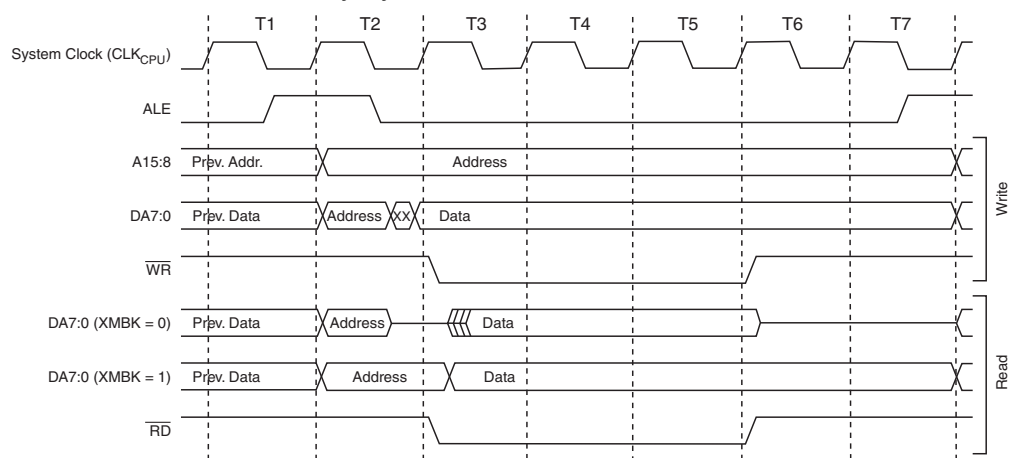 T1 T2 T3 T4 T5 T6 T7
System Clock (CLKCPU)
ALE
A15:8 Prev. Addr. Address
DA7:0 Prev. Data Address XX Data
WR
Write
DA7:0 (XMBK = 0) Prev. Data Address Data
DA7:0 (XMBK = 1) Prev. Data Address Data
RD
Read